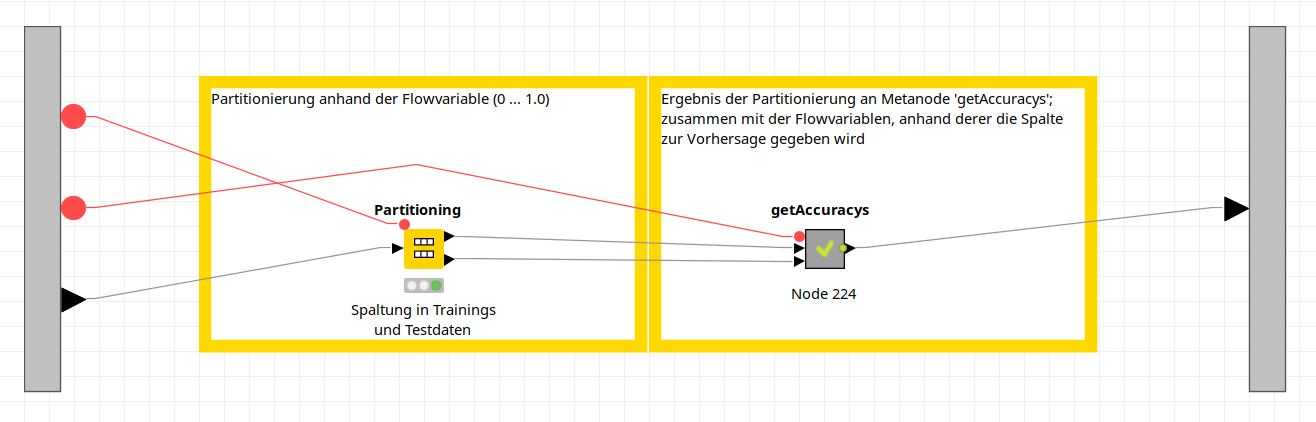 Partitionierung anhand der Flowvariable (0 ... 1.0)
Ergebnis der Partitionierung an Metanode 'getAccuracys';
zusammen mit der Flowvariablen, anhand derer die Spalte
zur Vorhersage gegeben wird
Partitioning
getAccuracys
Spaltung in Trainings
und Testdaten
Node 224